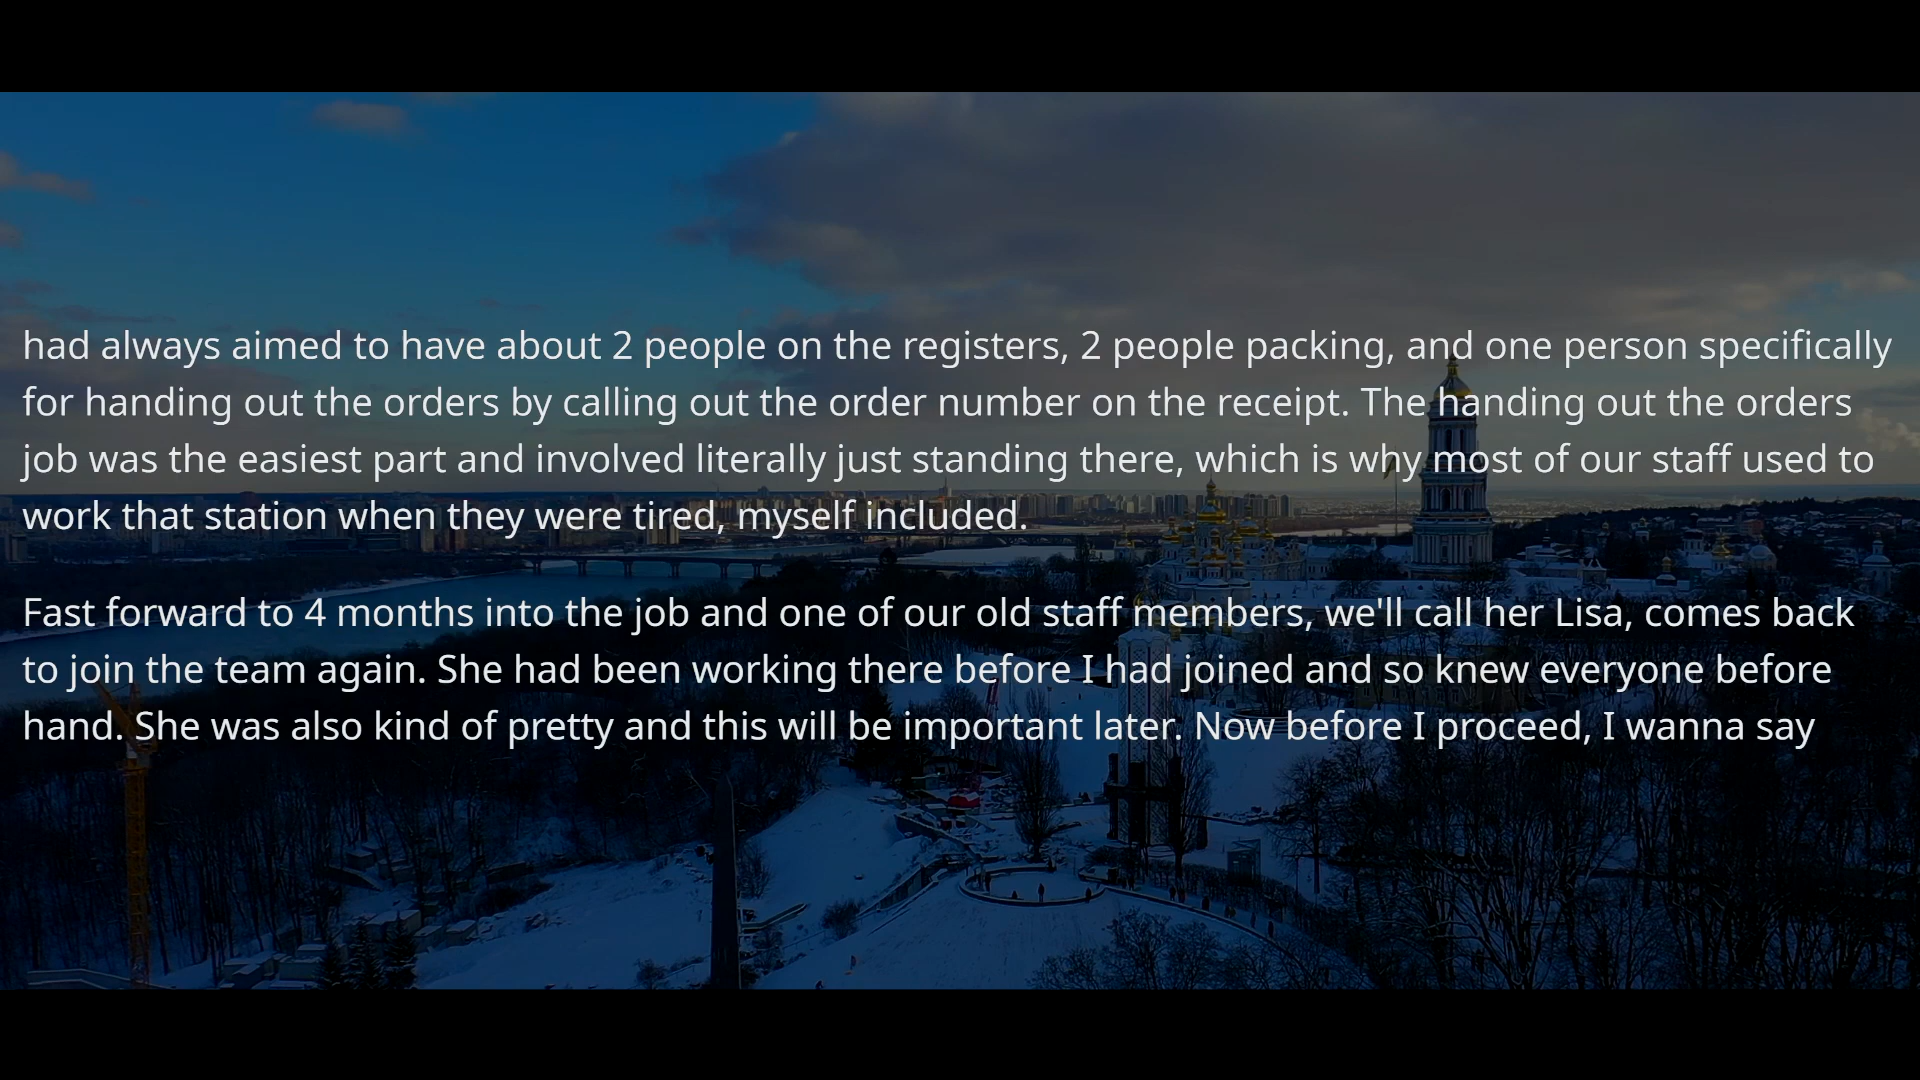 had always aimed to have about 2 people on the registers, 2 people packing, and one person specifically
for handing out the orders by calling out the order number on the receipt. The handing out the orders
job was the easiest part and involved literally just standing there, which is why most of our staff used to
work that station when they were tired, myself included.
Fast forward to 4 months into the job and one of our old staff members, we'll call her Lisa, comes back
to join the team again. She had been working there before I had joined and so knew everyone before
hand. She was also kind of pretty and this will be important later. Now before I proceed, I wanna say